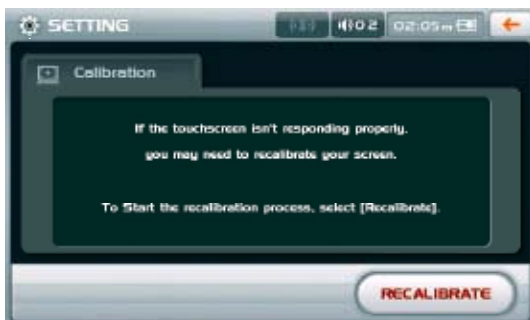 SETTING
02 02:05
Calibration
If the touchscreen isn't responding properly,
you may need to recalibrate your screen.
To Start the recalibration process, select [Recalibrate].
RECALIBRATE